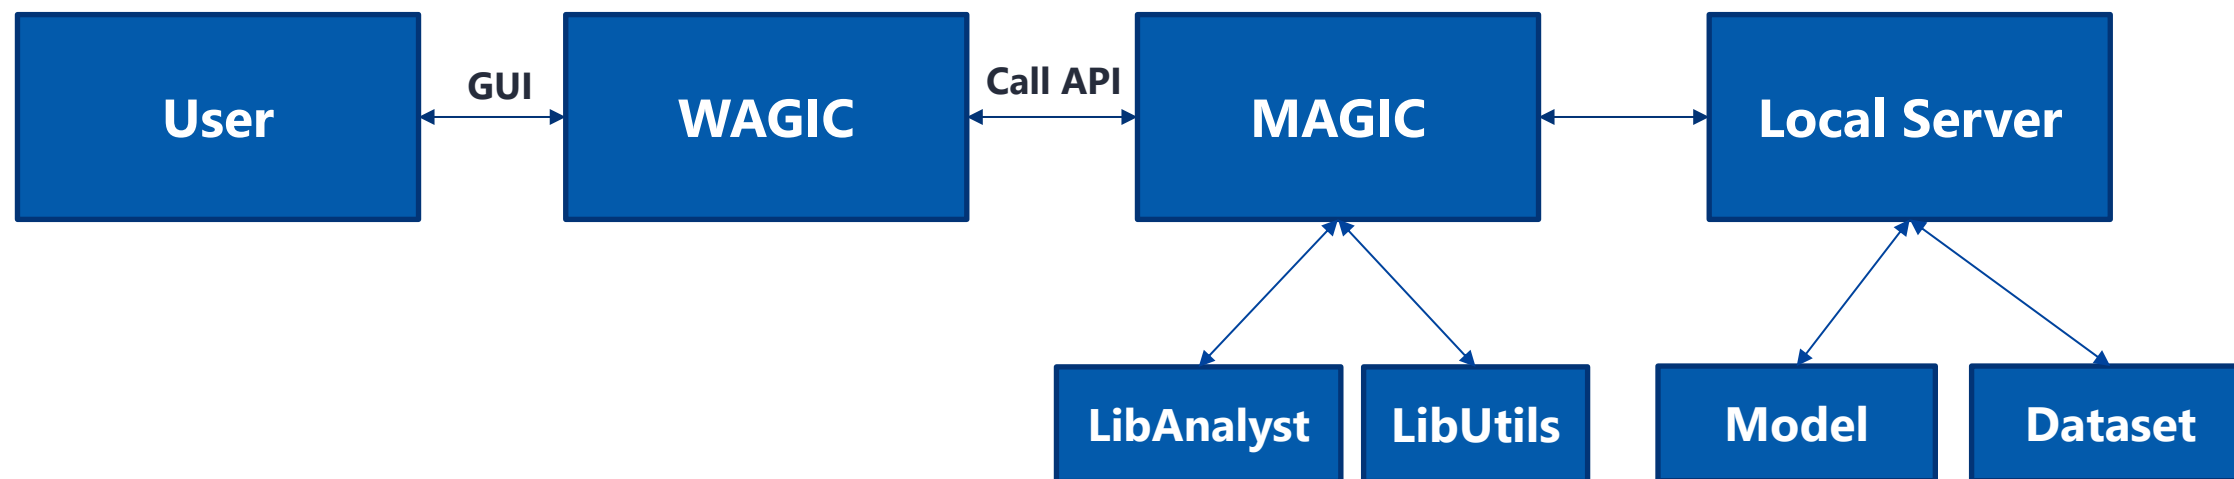 User
GUI
WAGIC
Call API
MAGIC
Local Server
LibAnalyst
LibUtils
Model
Dataset